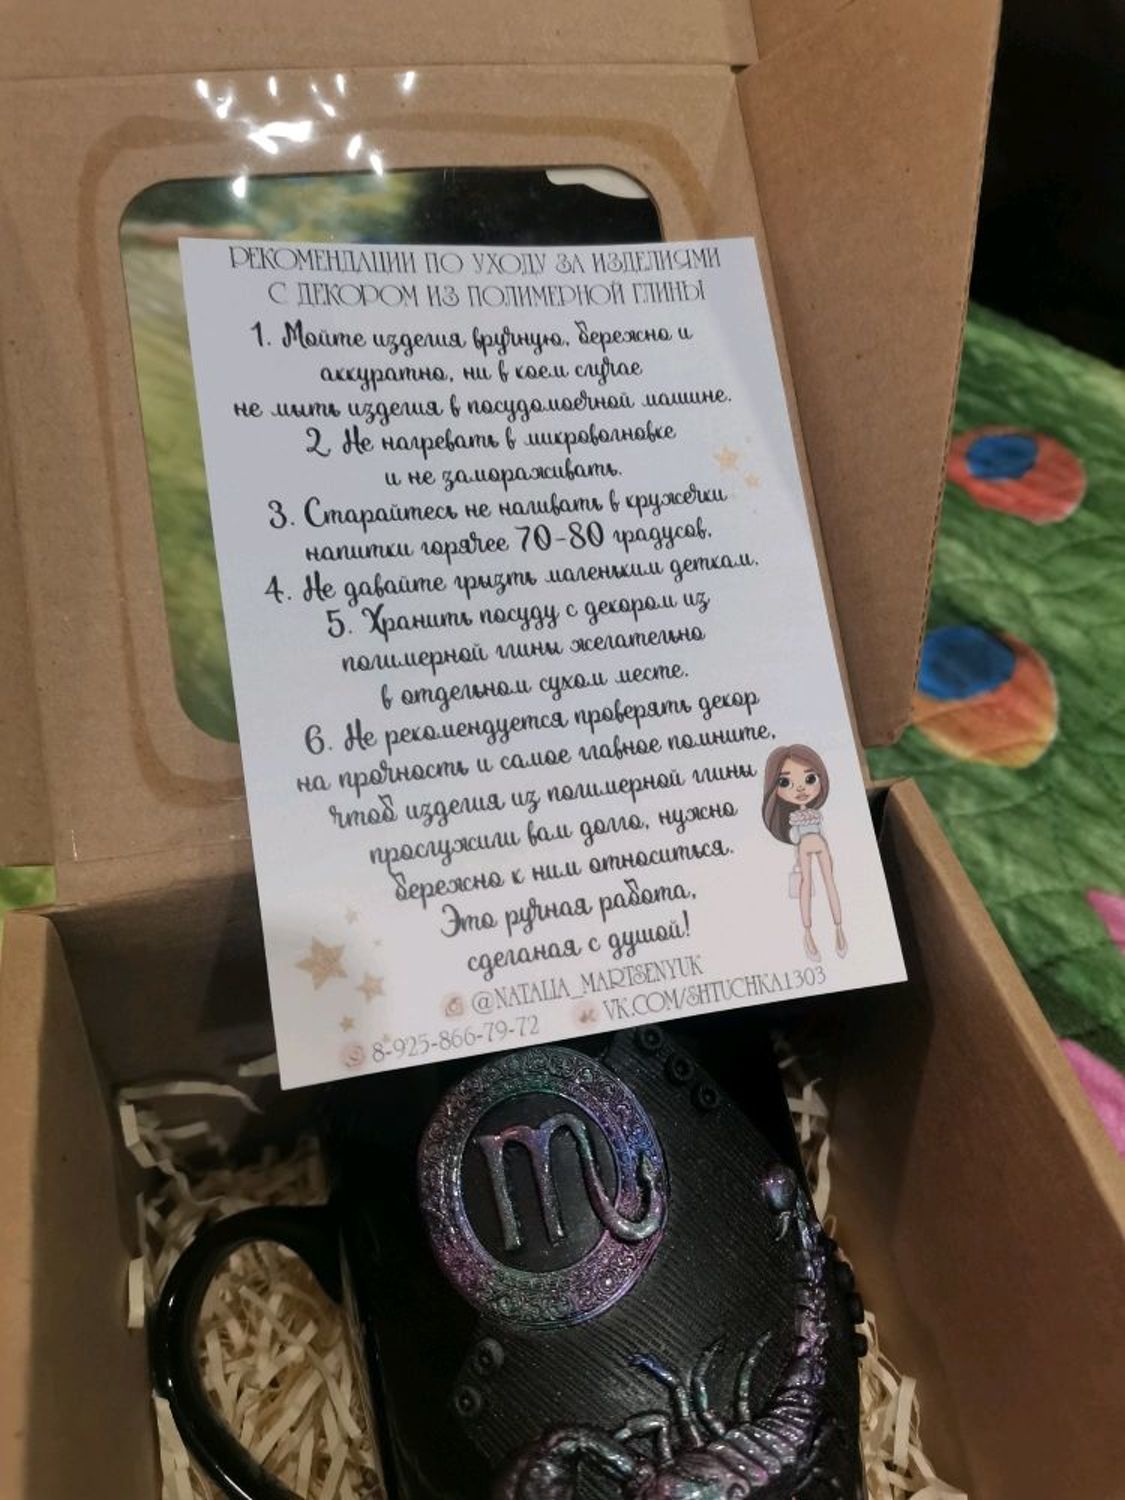 РЕКОМЕНДАЦИИ ПО УХОДУ ЗА ИЗДЕЛИЯМИ
С ДЕКОРОМ ИЗ ПОЛИМЕРНОЙ ГЛИНЫ
1. Мойте изделия вручную, бережно и
аккуратно, ни в коем случае
не мыть изделия в посудомоечной машине.
2. Не нагревать в микроволновке
и не замораживать.
3. Старайтесь не наливать в кружечки
напитки горячее 70-80 градусов.
4. Не давайте грызть маленьким деткам.
5. Хранить посуду с декором из
полимерной глины желательно
в отдельном сухом месте.
6. Не рекомендуется проверять декор
на прочность и самое главное помните,
чтоб изделия из полимерной глины
прослужили вам долго, нужно
бережно к ним относиться.
Это ручная работа,
сделаная с душой!
@NATALIA_MARTSENYUK
VK.COM/SHTUCHKA1303
8-925-866-79-72